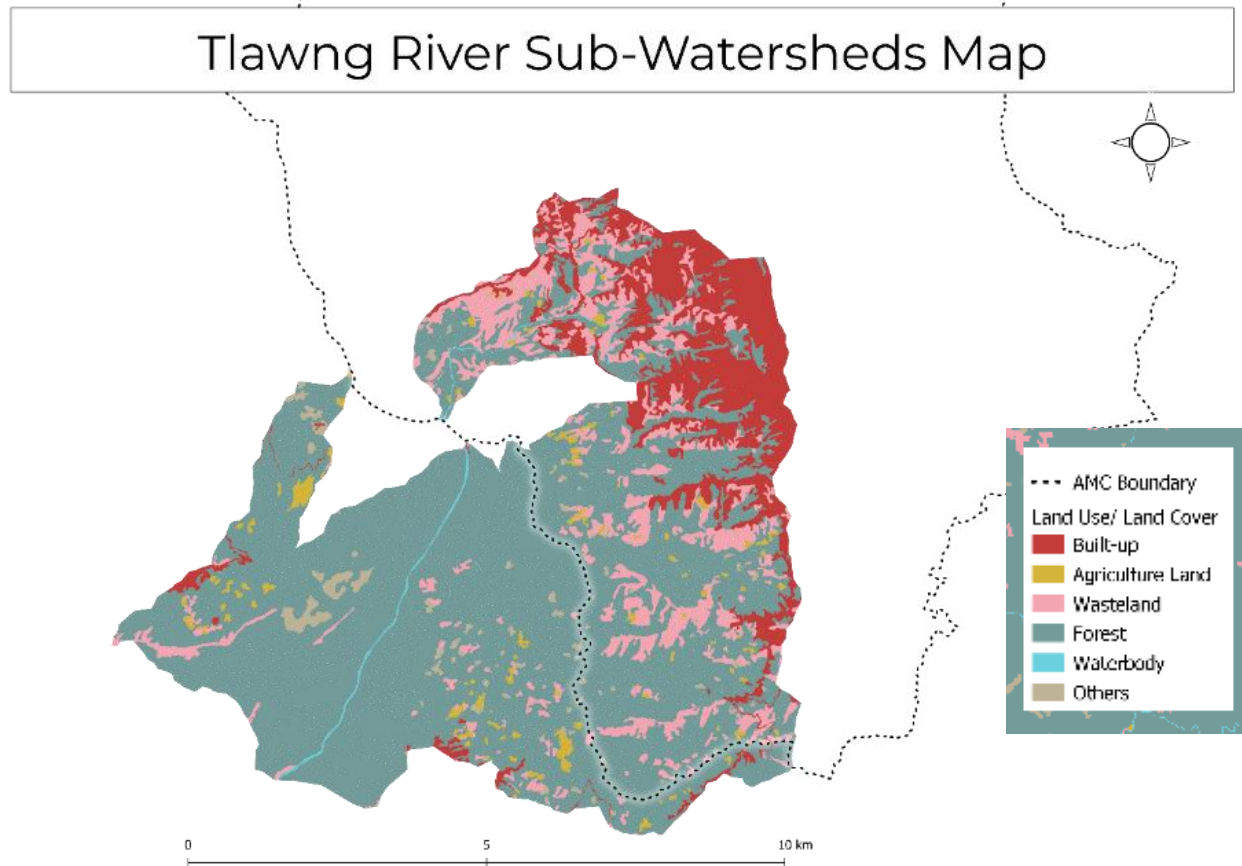 Tlawng River Sub-Watersheds Map
AMC Boundary
Land Use/ Land Cover
Built-up
Agriculture Land
Wasteland
Forest
Waterbody
Others
0 5 10 km